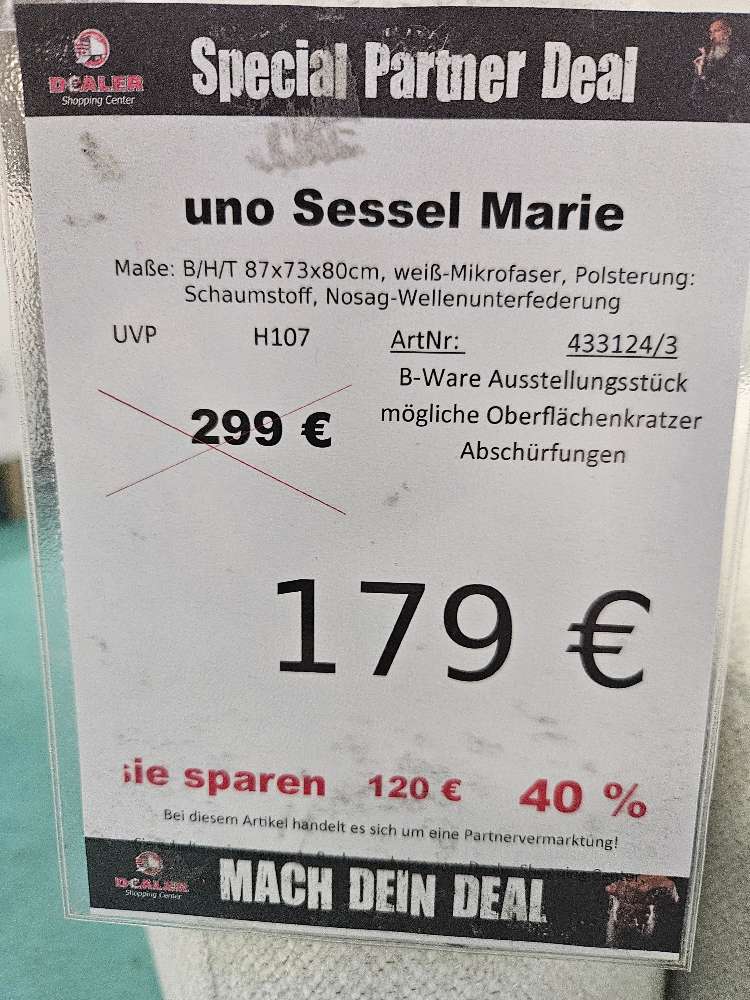 DEALER
Shopping Center
Special Partner Deal
uno Sessel Marie
Maße: B/H/T 87x73x80cm, weiß-Mikrofaser, Polsterung:
Schaumstoff, Nosag-Wellenunterfederung
UVP H107 ArtNr: 433124/3
B-Ware Ausstellungsstück
299 € mögliche Oberflächenkratzer
Abschürfungen
179 €
sie sparen 120 € 40 %
Bei diesem Artikel handelt es sich um eine Partnervermarktung!
DEALER
Shopping Center
MACH DEIN DEAL